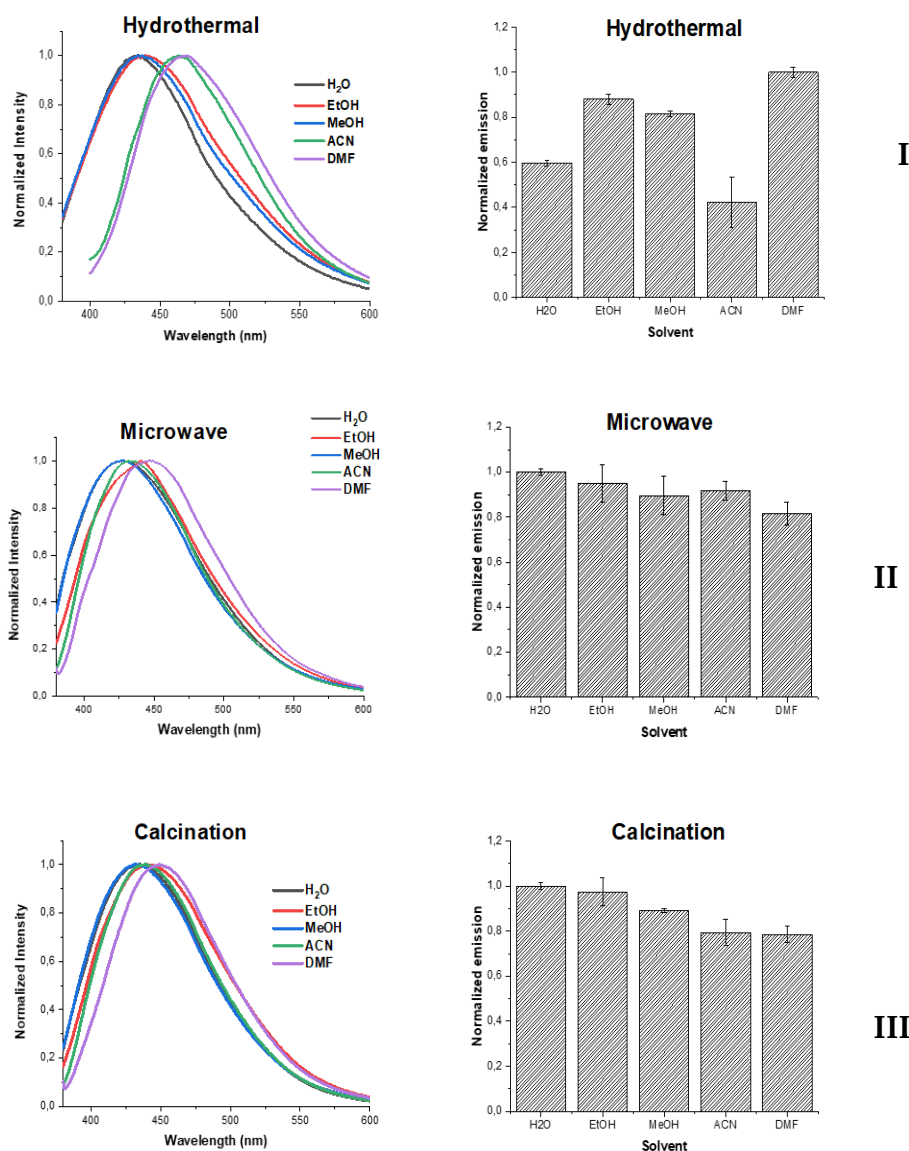 Hydrothermal
1,0
0,8
0,6
0,4
0,2
0,0
Normalized Intensity
H₂O
EtOH
MeOH
ACN
DMF
400 450 500 550 600
Wavelength (nm)
Hydrothermal
1,2
1,0
0,8
0,6
0,4
0,2
0,0
Normalized emission
H2O EtOH MeOH ACN DMF
Solvent
I
Microwave
1,0
0,8
0,6
0,4
0,2
0,0
Normalized Intensity
H₂O
EtOH
MeOH
ACN
DMF
400 450 500 550 600
Wavelength (nm)
Microwave
1,2
1,0
0,8
0,6
0,4
0,2
0,0
Normalized emission
H2O EtOH MeOH ACN DMF
Solvent
II
Calcination
1,0
0,8
0,6
0,4
0,2
0,0
Normalized Intensity
H₂O
EtOH
MeOH
ACN
DMF
400 450 500 550 600
Wavelength (nm)
Calcination
1,2
1,0
0,8
0,6
0,4
0,2
0,0
Normalized emission
H2O EtOH MeOH ACN DMF
Solvent
III